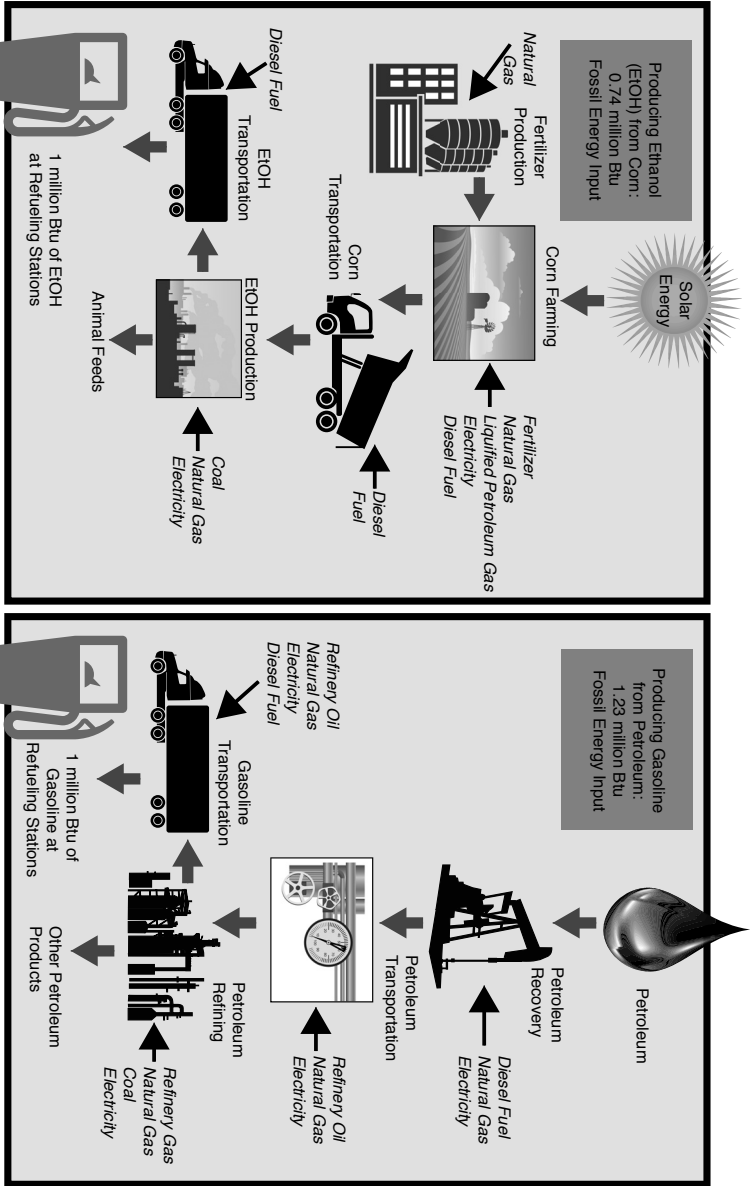 Producing Ethanol
(EtOH) from Corn:
0.74 million Btu
Fossil Energy Input
Solar
Energy
Natural
Gas
Fertilizer
Production
Corn Farming
Fertilizer
Natural Gas
Liquified Petroleum Gas
Electricity
Diesel Fuel
Corn
Transportation
Diesel
Fuel
Diesel Fuel
EtOH
Transportation
EtOH Production
Coal
Natural Gas
Electricity
1 million Btu of EtOH
at Refueling Stations
Animal Feeds
Producing Gasoline
from Petroleum:
1.23 million Btu
Fossil Energy Input
Petroleum
Petroleum
Recovery
Diesel Fuel
Natural Gas
Electricity
Petroleum
Transportation
Refinery Oil
Natural Gas
Electricity
Refinery Oil
Natural Gas
Electricity
Diesel Fuel
Gasoline
Transportation
Petroleum
Refining
Refinery Gas
Natural Gas
Coal
Electricity
1 million Btu of
Gasoline at
Refueling Stations
Other Petroleum
Products